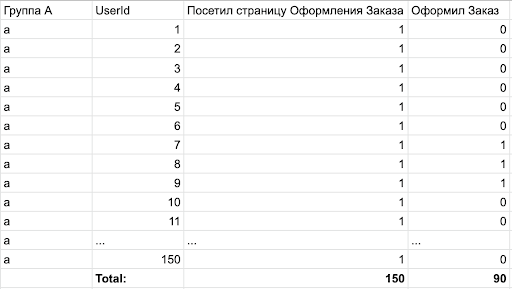 Группа А UserId Посетил страницу Оформления Заказа Оформил Заказ
а 1 1 0
а 2 1 0
а 3 1 0
а 4 1 0
а 5 1 0
а 6 1 0
а 7 1 1
а 8 1 1
а 9 1 1
а 10 1 0
а 11 1 0
а ... ... ...
а 150 1 0
Total: 150 90